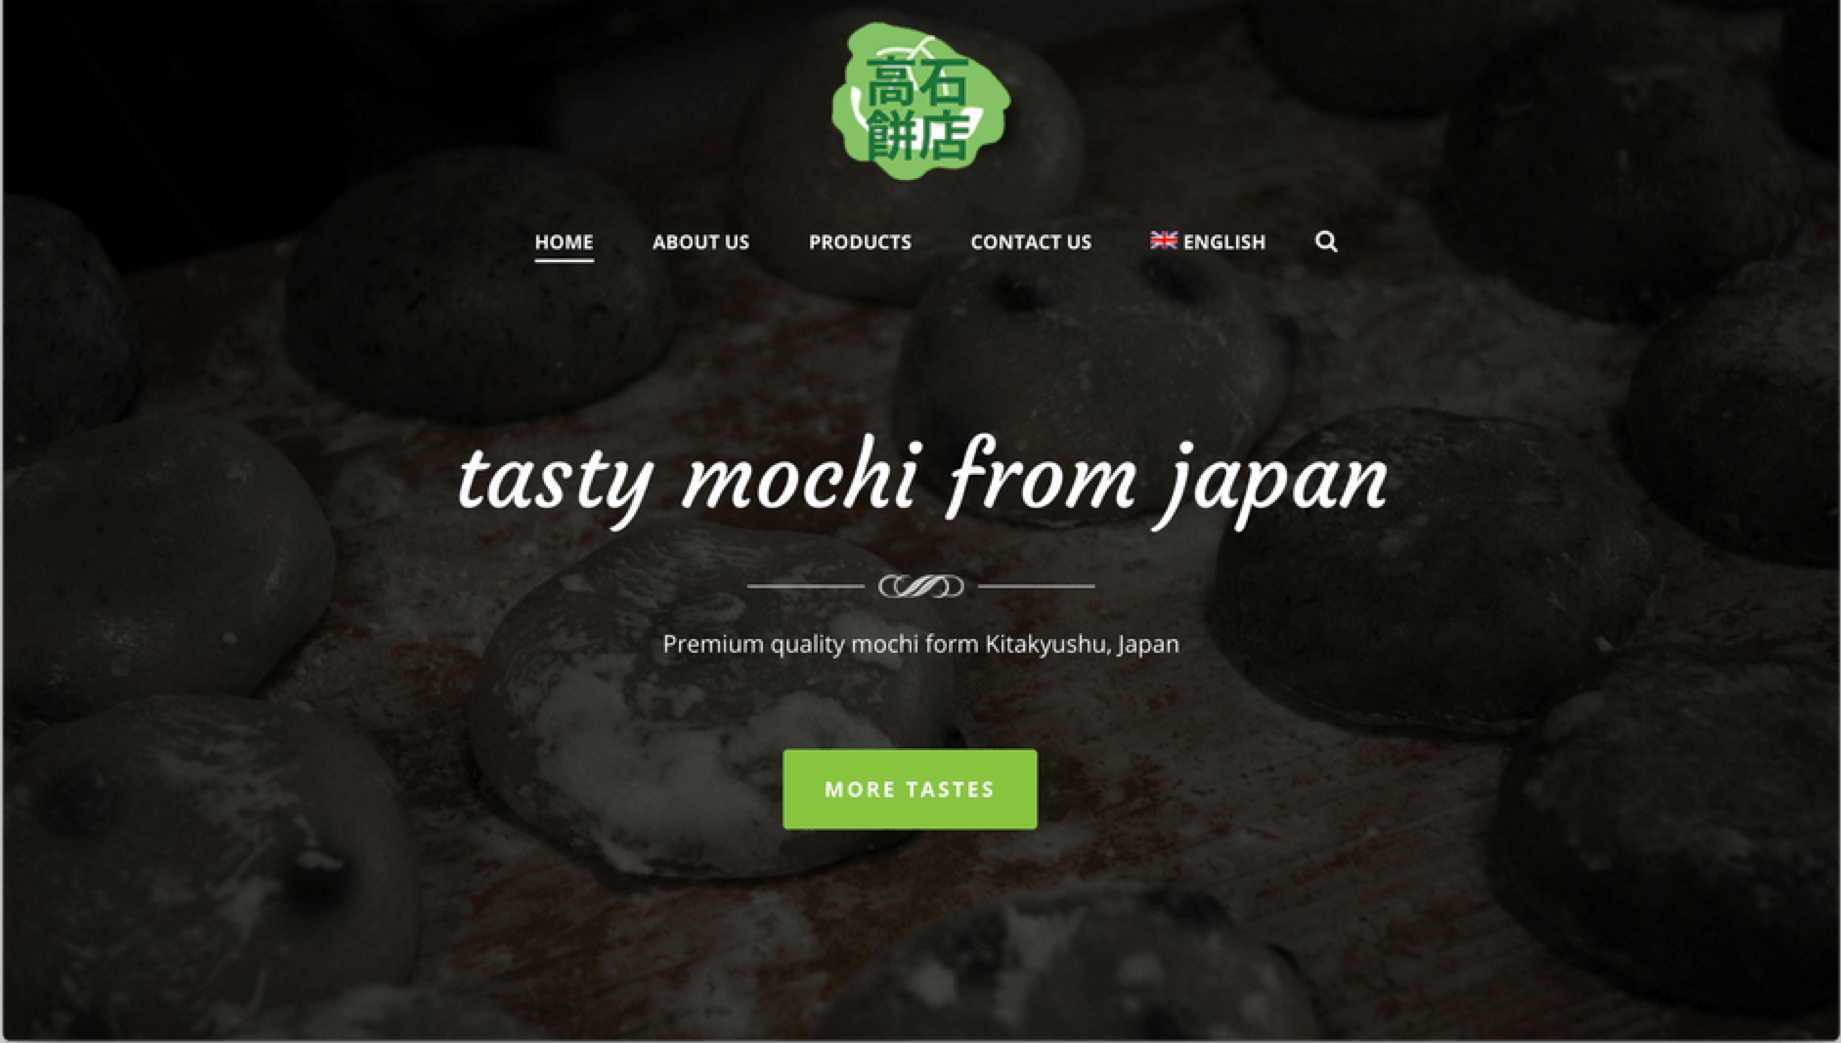 高石
餅店
HOME ABOUT US PRODUCTS CONTACT US ENGLISH
tasty mochi from japan
Premium quality mochi form Kitakyushu, Japan
MORE TASTES